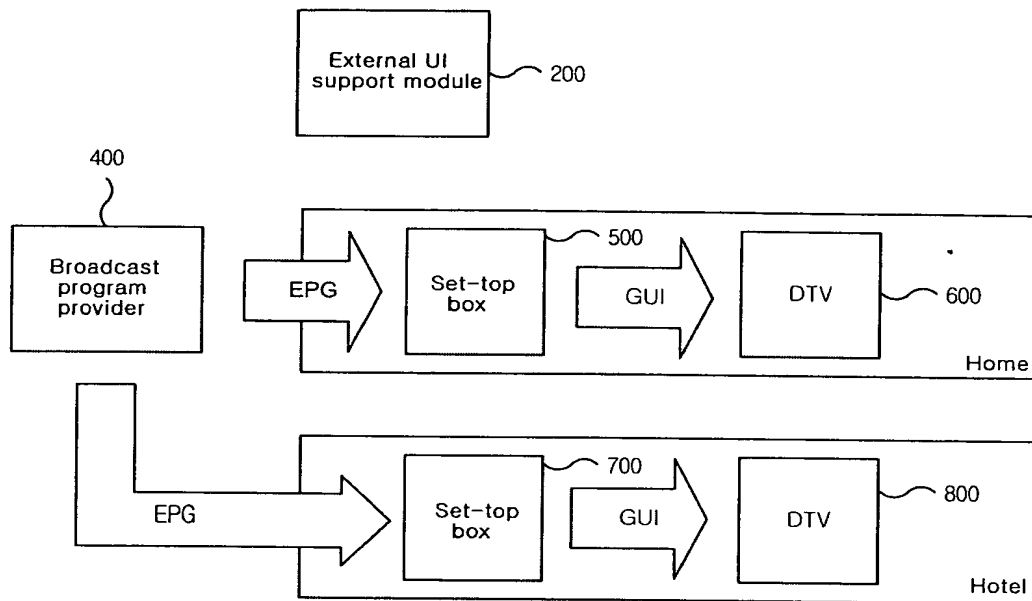 External UI
support module
200
400
Broadcast
program
provider
EPG
500
Set-top
box
GUI
DTV
600
Home
EPG
700
Set-top
box
GUI
DTV
800
Hotel